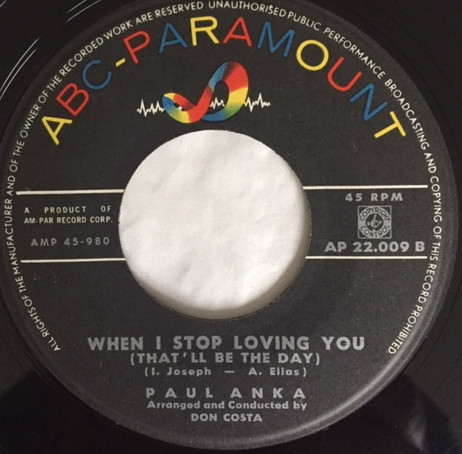 ALL RIGHTS OF THE MANUFACTURER AND OF THE OWNER OF THE RECORDED WORK ARE RESERVED UNAUTHORISED PUBLIC PERFORMANCE BROADCASTING AND COPYING OF THIS RECORD PROHIBITED
ABC-PARAMOUNT
A PRODUCT OF
AM-PAR RECORD CORP.
AMP 45-980
45 RPM
AP 22.009 B
WHEN I STOP LOVING YOU
(THAT'LL BE THE DAY)
(I. Joseph — A. Elias)
PAUL ANKA
Arranged and Conducted by
DON COSTA